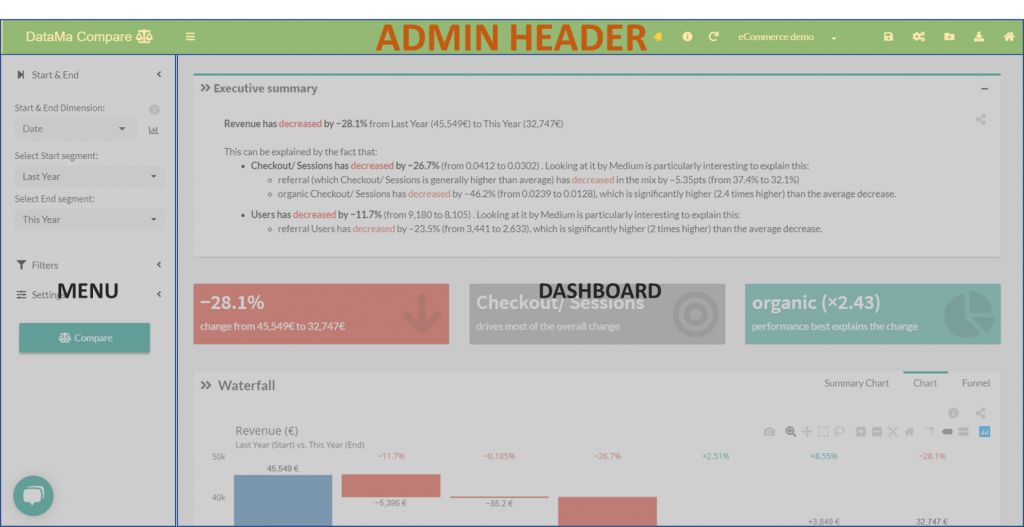 DataMa Compare
ADMIN HEADER
eCommerce demo
Start & End
Start & End Dimension:
Date
Select Start segment:
Last Year
Select End segment:
This Year
Filters
Settings
MENU
Compare
Executive summary
Revenue has decreased by −28.1% from Last Year (45,549€) to This Year (32,747€)
This can be explained by the fact that:
• Checkout/ Sessions has decreased by −26.7% (from 0.0412 to 0.0302) . Looking at it by Medium is particularly interesting to explain this:
◦ referral (which Checkout/ Sessions is generally higher than average) has decreased in the mix by −5.35pts (from 37.4% to 32.1%)
◦ organic Checkout/ Sessions has decreased by −46.2% (from 0.0239 to 0.0128), which is significantly higher (2.4 times higher) than the average decrease.
• Users has decreased by −11.7% (from 9,180 to 8,105) . Looking at it by Medium is particularly interesting to explain this:
◦ referral Users has decreased by −23.5% (from 3,441 to 2,633), which is significantly higher (2 times higher) than the average decrease.
DASHBOARD
−28.1%
change from 45,549€ to 32,747€
Checkout/ Sessions
drives most of the overall change
organic (×2.43)
performance best explains the change
Waterfall
Summary Chart Chart Funnel
Revenue (€)
Last Year (Start) vs. This Year (End)
50k −11.7% −0.185% −26.7% +2.51% +8.55% −28.1%
45,549 €
40k −5,396 € −85.2 €
+3,849 € 32,747 €